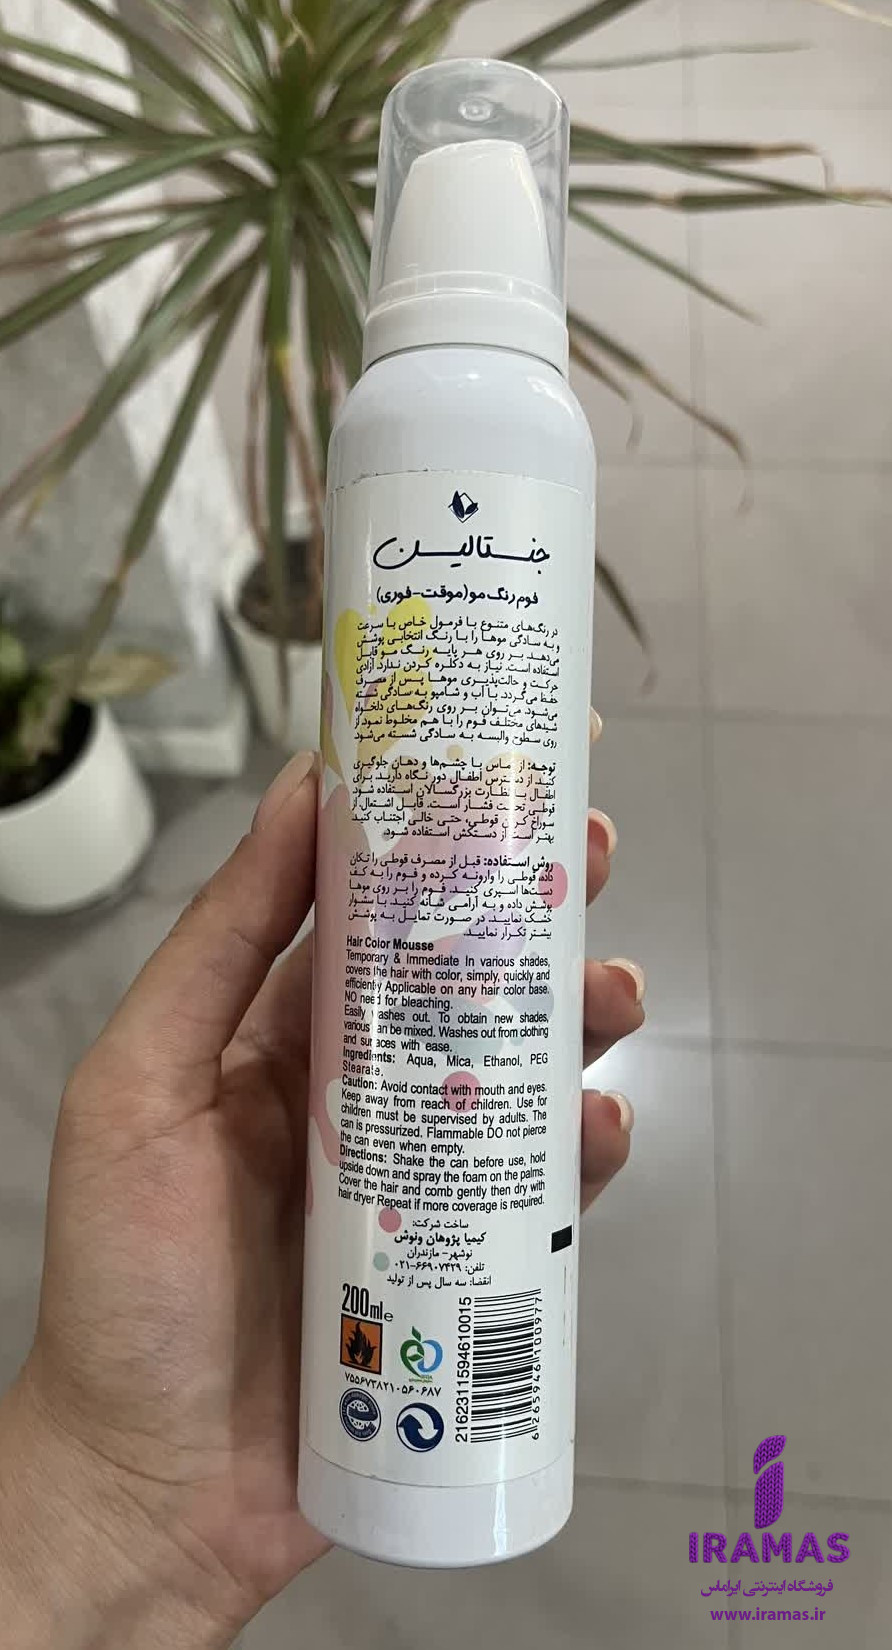 جنستالین
فوم رنگ مو(موقت-فوری)
در رنگ‌های متنوع با فرمول خاص با سرعت
و به سادگی موها را با رنگ انتخابی پوشش
می‌دهد. بر روی هر پایه رنگ مو قابل
استفاده است. نیاز به دکلره کردن ندارد. آزادی
حرکت و حالت‌پذیری موها پس از مصرف
حفظ می‌گردد. با آب و شامپو به سادگی شسته
می‌شود. می‌توان بر روی رنگ‌های دلخواه
شیدهای مختلف فوم را با هم مخلوط نمود. از
روی سطوح والبسه به سادگی شسته می‌شود.
توجه: از تماس با چشم‌ها و دهان جلوگیری
کنید. از دسترس اطفال دور نگاه دارید. برای
اطفال با نظارت بزرگسالان استفاده شود.
قوطی تحت فشار است. قابل اشتعال. از
سوراخ کردن قوطی، حتی خالی اجتناب کنید.
بهتر است از دستکش استفاده شود.
روش استفاده: قبل از مصرف قوطی را تکان
داده، قوطی را وارونه کرده و فوم را به کف
دست‌ها اسپری کنید. فوم را بر روی موها
پوشش داده و به آرامی شانه کنید. با سشوار
خشک نمایید. در صورت تمایل به پوشش
بیشتر تکرار نمایید.
Hair Color Mousse
Temporary & Immediate In various shades,
covers the hair with color, simply, quickly and
efficiently Applicable on any hair color base.
NO need for bleaching.
Easily washes out. To obtain new shades,
various can be mixed. Washes out from clothing
and surfaces with ease.
Ingredients: Aqua, Mica, Ethanol, PEG
Stearate.
Caution: Avoid contact with mouth and eyes.
Keep away from reach of children. Use for
children must be supervised by adults. The
can is pressurized. Flammable DO not pierce
the can even when empty.
Directions: Shake the can before use, hold
upside down and spray the foam on the palms.
Cover the hair and comb gently then dry with
hair dryer Repeat if more coverage is required.
ساخت شرکت:
کیمیا پژوهان ونوش
نوشهر- مازندران
تلفن: ۶۶۹۰۷۴۲۹-۰۲۱
انقضا: سه سال پس از تولید
200ml e
۷۵۵۶۷۳۸۲۱۰۵۶۰۶۸۷
2162311594610015
6265946100977
IRAMAS
فروشگاه اینترنتی ایراماس
www.iramas.ir